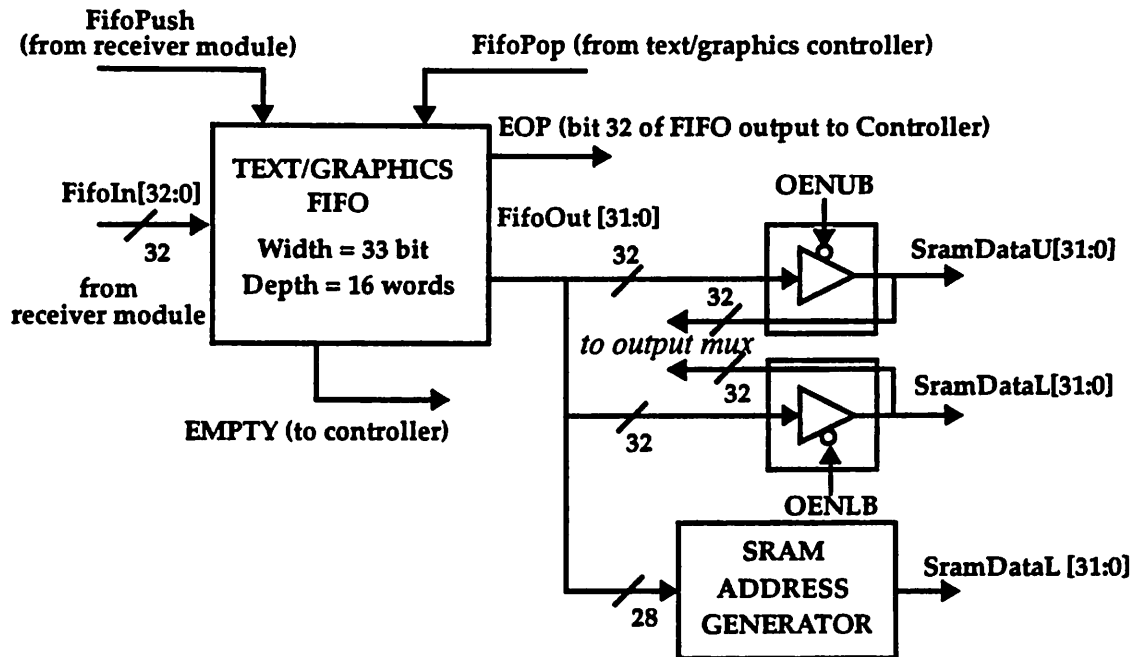 FifoPush
(from receiver module)
FifoPop (from text/graphics controller)
EOP (bit 32 of FIFO output to Controller)
TEXT/GRAPHICS
FIFO
Width = 33 bit
Depth = 16 words
FifoIn[32:0]
32
from
receiver module
FifoOut [31:0]
32
OENUB
SramDataU[31:0]
32
to output mux
32
SramDataL[31:0]
EMPTY (to controller)
32
OENLB
SRAM
ADDRESS
GENERATOR
SramDataL [31:0]
28